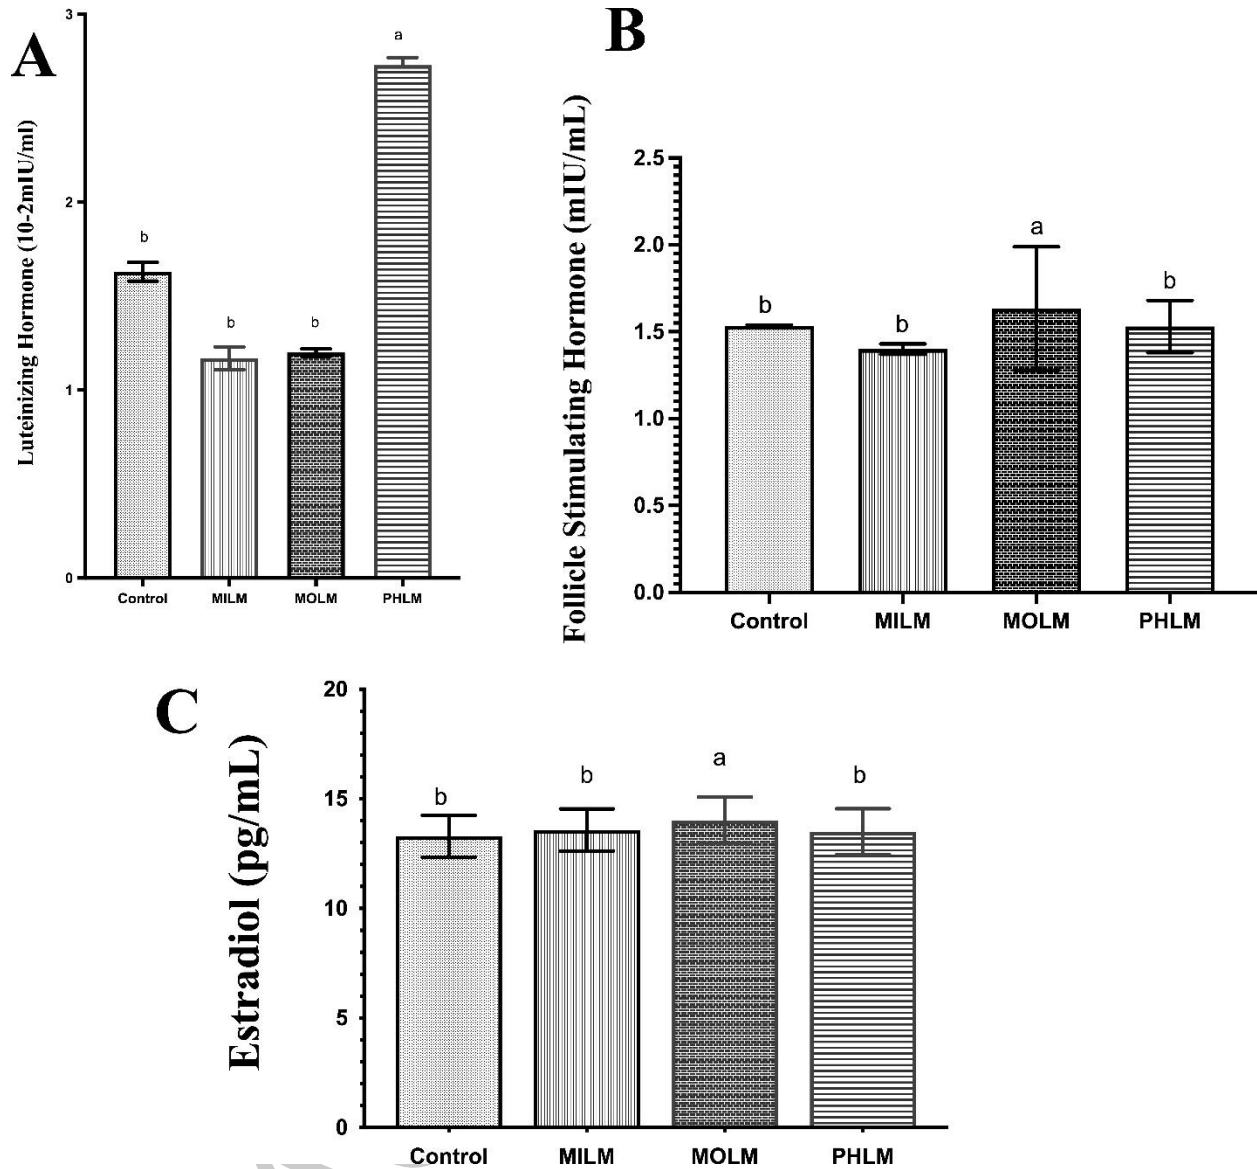 A
Luteinizing Hormone (10-2mIU/ml)
3
2
1
0
b
b
b
a
Control MILM MOLM PHLM
B
Follicle Stimulating Hormone (mIU/mL)
2.5
2.0
1.5
1.0
0.5
0.0
b
b
a
b
Control MILM MOLM PHLM
C
Estradiol (pg/mL)
20
15
10
5
0
b
b
a
b
Control MILM MOLM PHLM